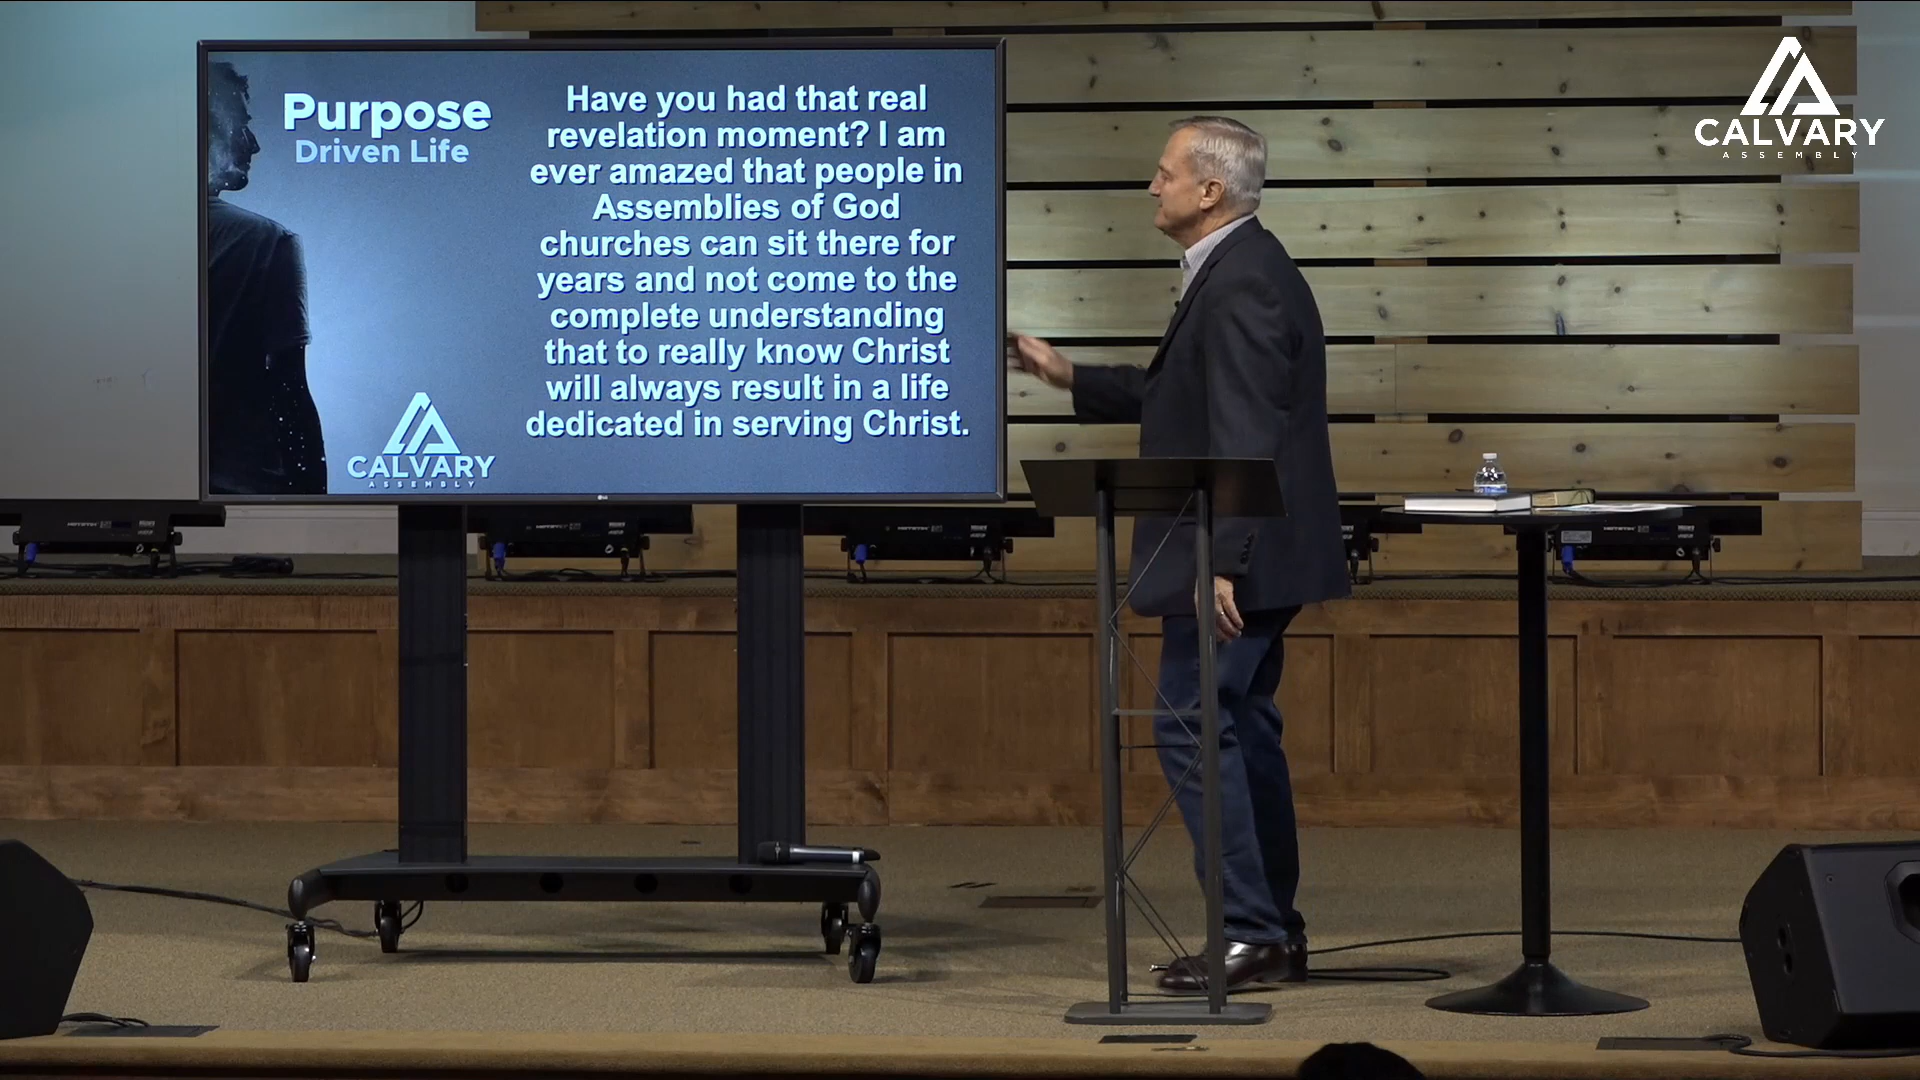 Purpose
Driven Life
Have you had that real
revelation moment? I am
ever amazed that people in
Assemblies of God
churches can sit there for
years and not come to the
complete understanding
that to really know Christ
will always result in a life
dedicated in serving Christ.
CALVARY
ASSEMBLY
CALVARY
ASSEMBLY